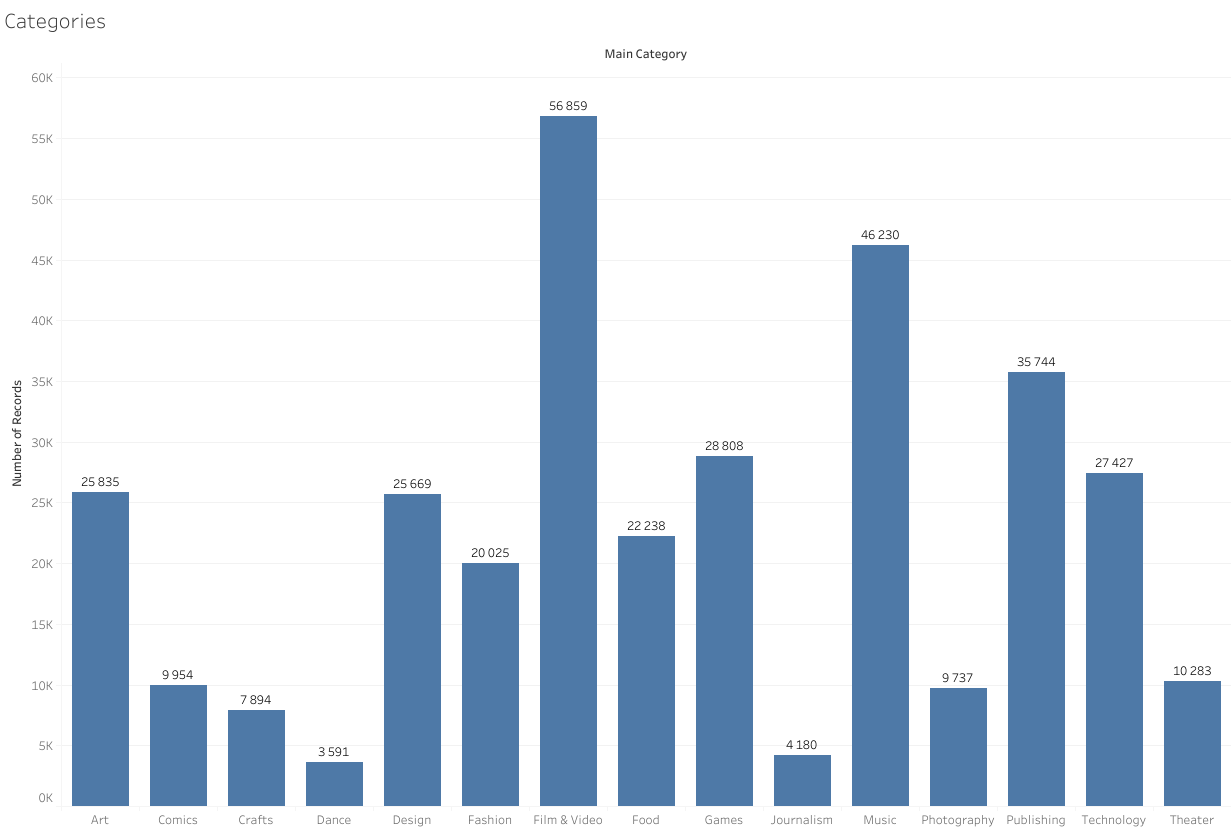 Categories
Main Category
60K
55K
50K
45K
40K
35K
30K
25K
20K
15K
10K
5K
0K
Number of Records
25 835
9 954
7 894
3 591
25 669
20 025
56 859
22 238
28 808
4 180
46 230
9 737
35 744
27 427
10 283
Art Comics Crafts Dance Design Fashion Film & Video Food Games Journalism Music Photography Publishing Technology Theater